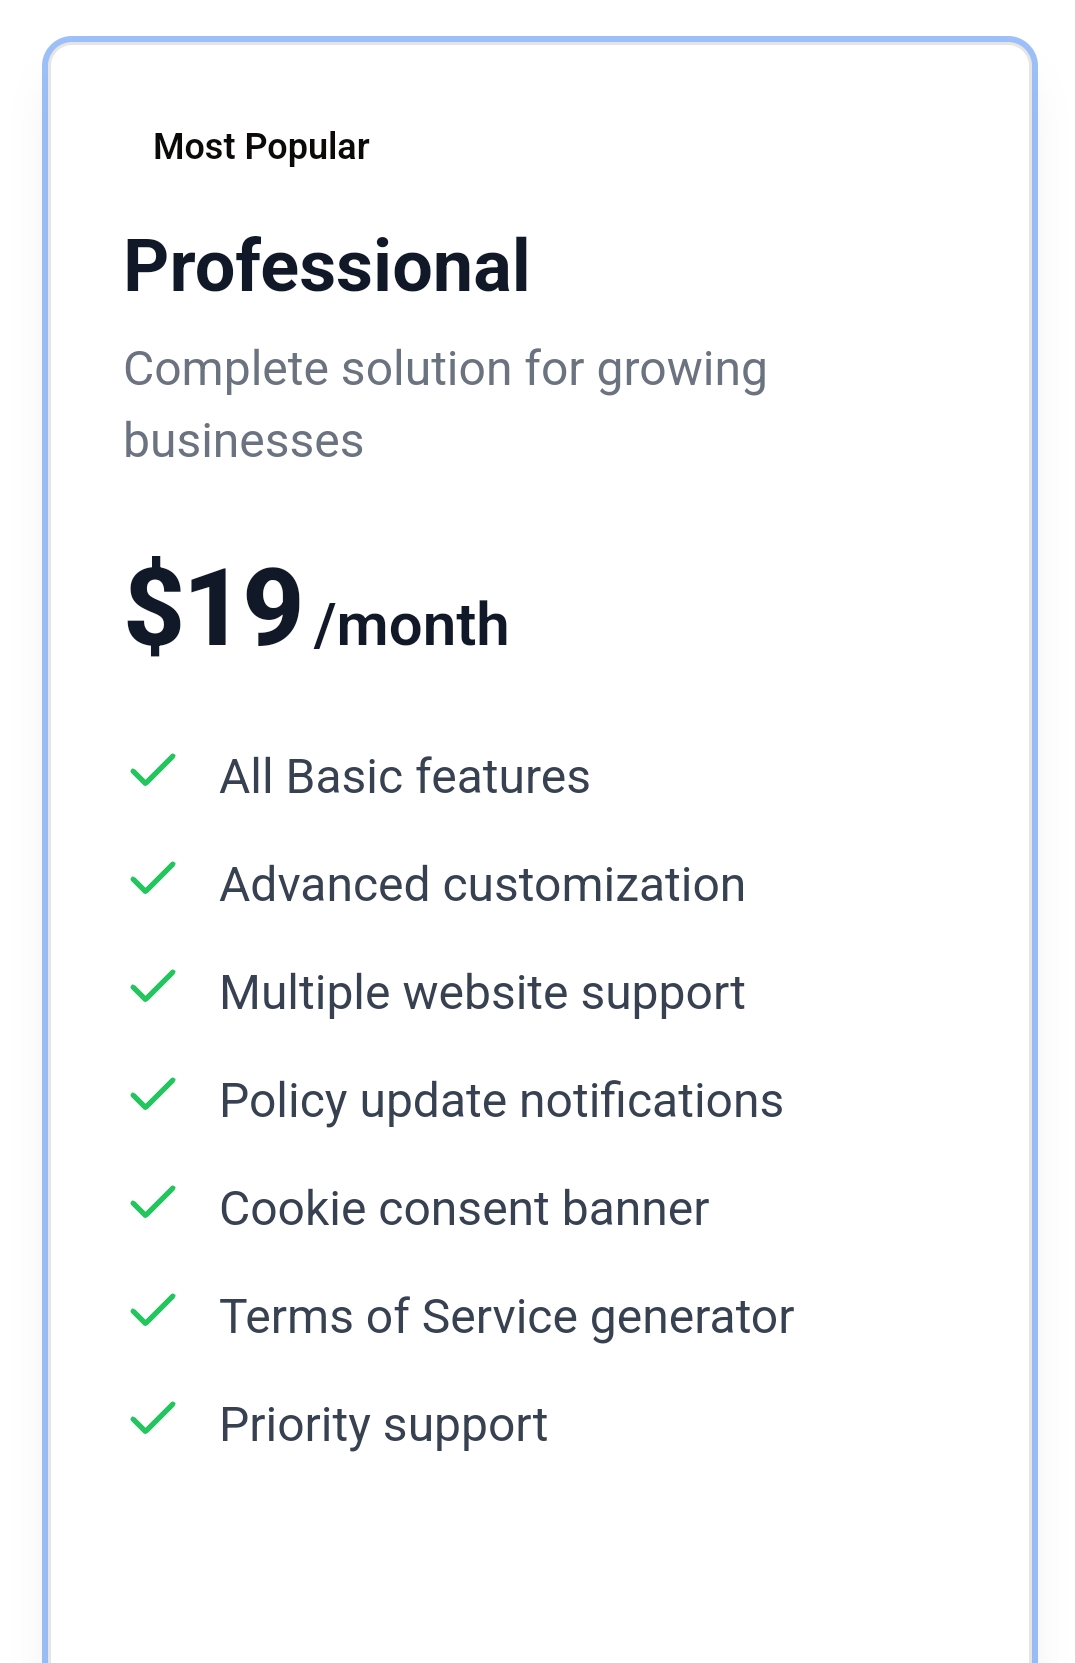 Most Popular
Professional
Complete solution for growing
businesses
$19 /month
All Basic features
Advanced customization
Multiple website support
Policy update notifications
Cookie consent banner
Terms of Service generator
Priority support